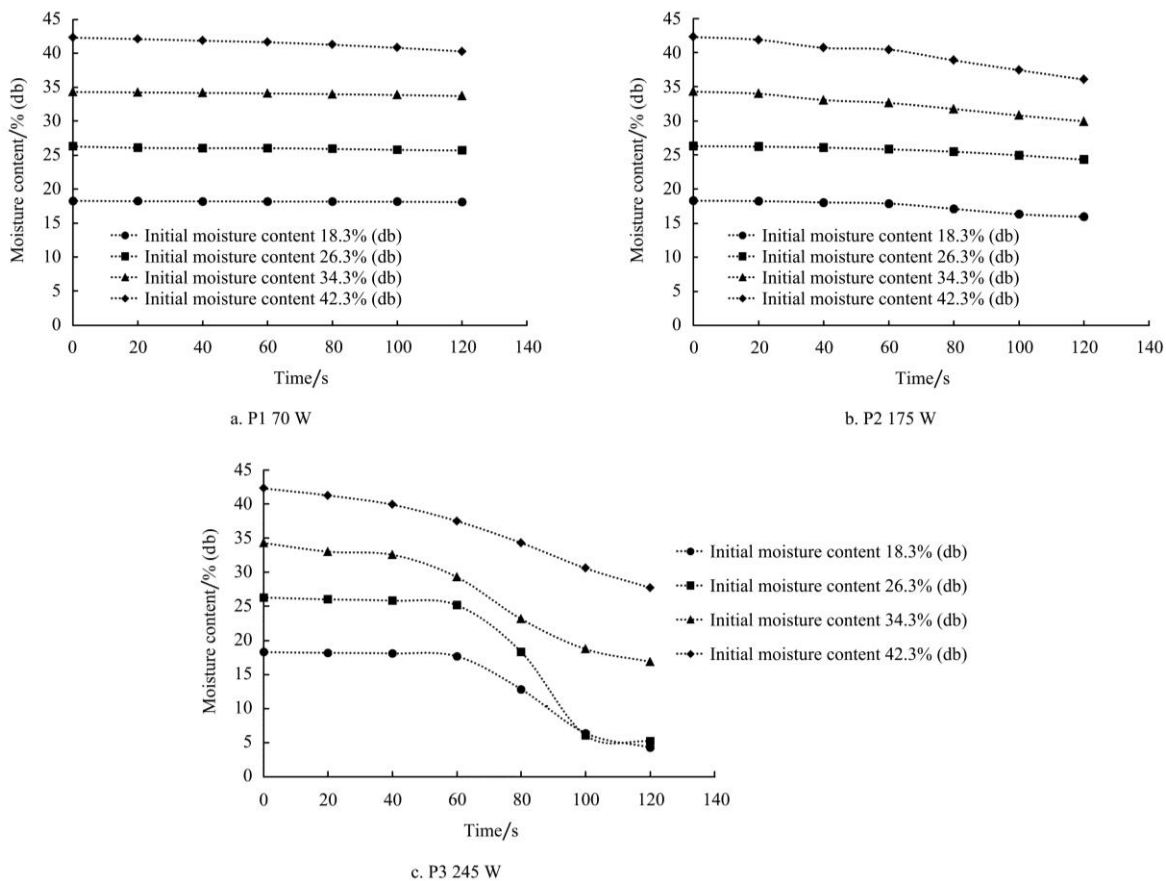 45
40
35
30
25
20
15
10
5
0
Moisture content/% (db)
Initial moisture content 18.3% (db)
Initial moisture content 26.3% (db)
Initial moisture content 34.3% (db)
Initial moisture content 42.3% (db)
0 20 40 60 80 100 120 140
Time/s
a. P1 70 W
45
40
35
30
25
20
15
10
5
0
Moisture content/% (db)
Initial moisture content 18.3% (db)
Initial moisture content 26.3% (db)
Initial moisture content 34.3% (db)
Initial moisture content 42.3% (db)
0 20 40 60 80 100 120 140
Time/s
b. P2 175 W
45
40
35
30
25
20
15
10
5
0
Moisture content/% (db)
Initial moisture content 18.3% (db)
Initial moisture content 26.3% (db)
Initial moisture content 34.3% (db)
Initial moisture content 42.3% (db)
0 20 40 60 80 100 120 140
Time/s
c. P3 245 W